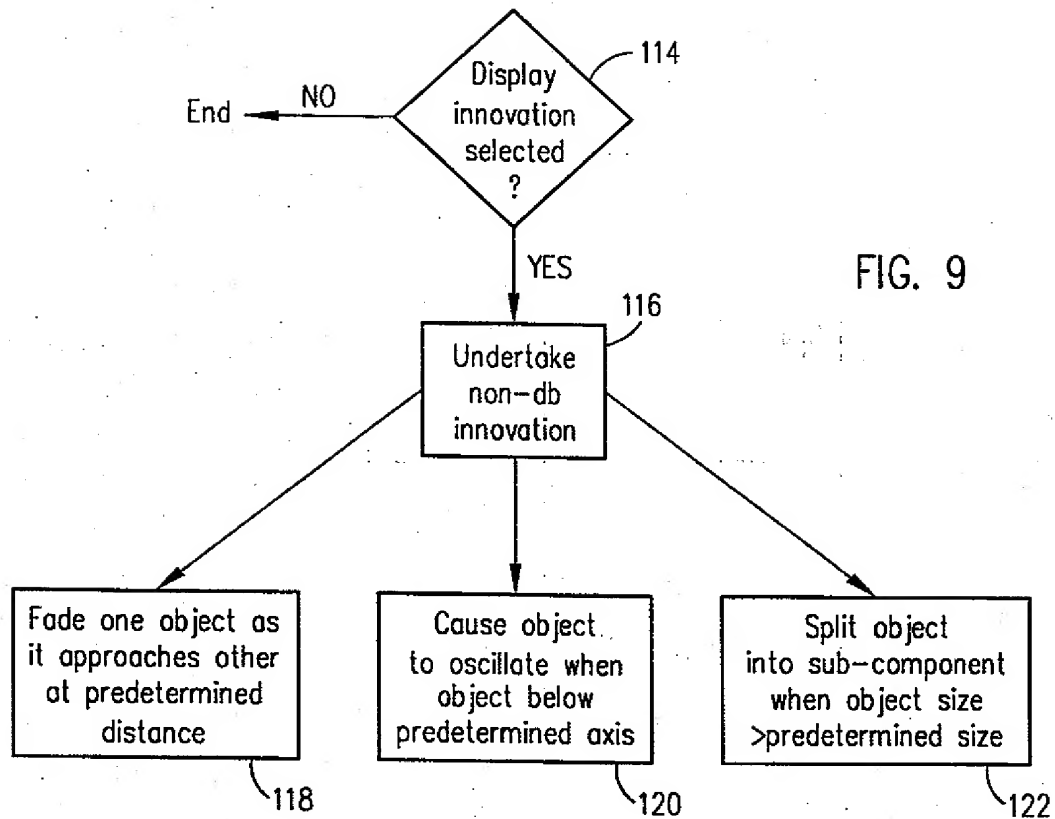 114
Display
innovation
selected
?
NO
End
YES
FIG. 9
116
Undertake
non-db
innovation
Fade one object as
it approaches other
at predetermined
distance
118
Cause object
to oscillate when
object below
predetermined axis
120
Split object
into sub-component
when object size
>predetermined size
122